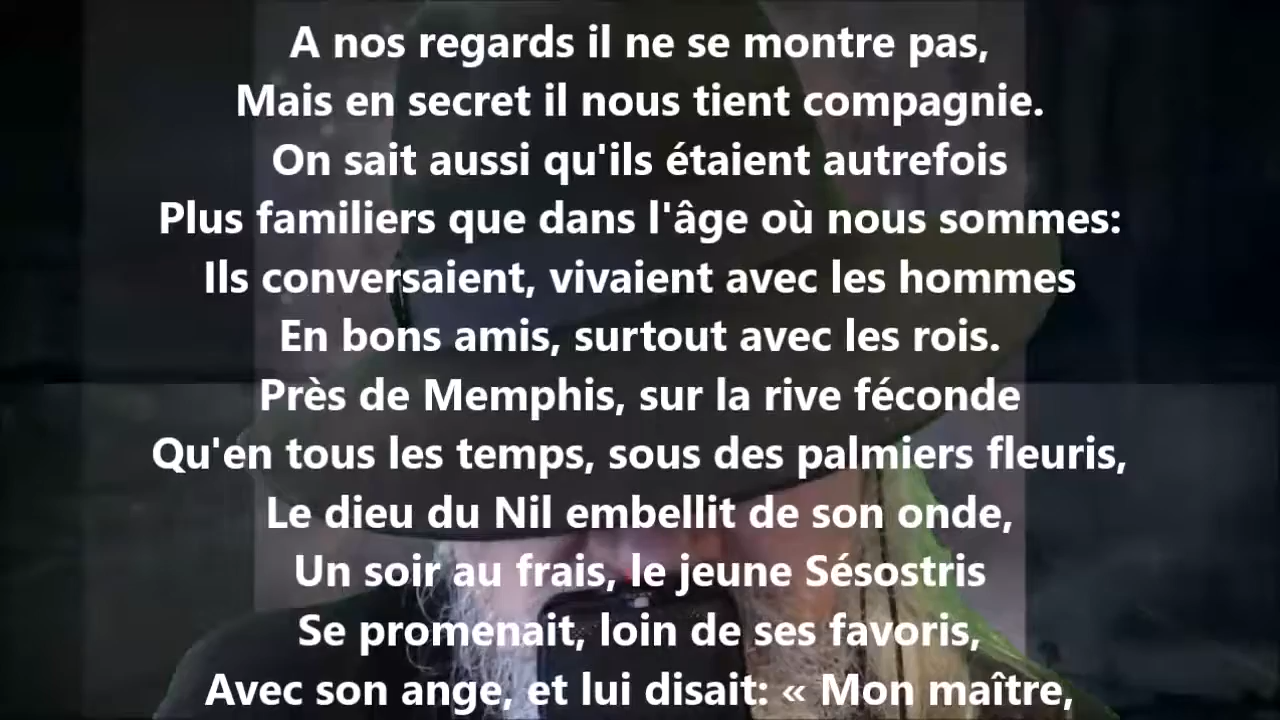 A nos regards il ne se montre pas,
Mais en secret il nous tient compagnie.
On sait aussi qu'ils étaient autrefois
Plus familiers que dans l'âge où nous sommes:
Ils conversaient, vivaient avec les hommes
En bons amis, surtout avec les rois.
Près de Memphis, sur la rive féconde
Qu'en tous les temps, sous des palmiers fleuris,
Le dieu du Nil embellit de son onde,
Un soir au frais, le jeune Sésostris
Se promenait, loin de ses favoris,
Avec son ange, et lui disait: « Mon maître,